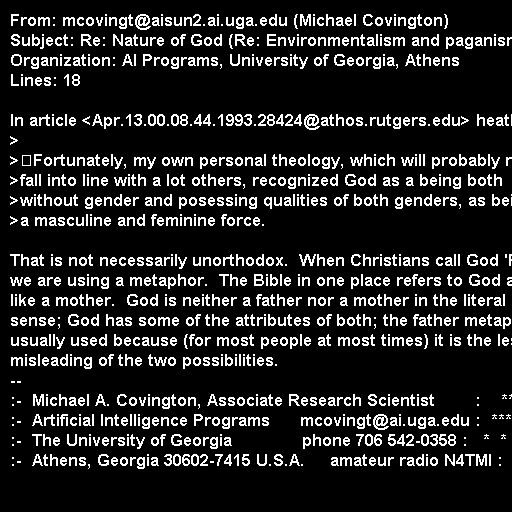 From: mcovingt@aisun2.ai.uga.edu (Michael Covington)
Subject: Re: Nature of God (Re: Environmentalism and paganism
Organization: AI Programs, University of Georgia, Athens
Lines: 18

In article <Apr.13.00.08.44.1993.28424@athos.rutgers.edu>
>
>Fortunately, my own personal theology, which will probably
>fall into line with a lot others, recognized God as a being both
>without gender and posessing qualities of both genders, as
>a masculine and feminine force.

That is not necessarily unorthodox.  When Christians call God
we are using a metaphor.  The Bible in one place refers to God
like a mother.  God is neither a father nor a mother in the literal
sense; God has some of the attributes of both; the father
usually used because (for most people at most times) it is the
misleading of the two possibilities.
--
:-  Michael A. Covington, Associate Research Scientist        :    **
:-  Artificial Intelligence Programs      mcovingt@ai.uga.edu :  ***
:-  The University of Georgia              phone 706 542-0358 :   *  *
:-  Athens, Georgia 30602-7415 U.S.A.     amateur radio N4TMI :